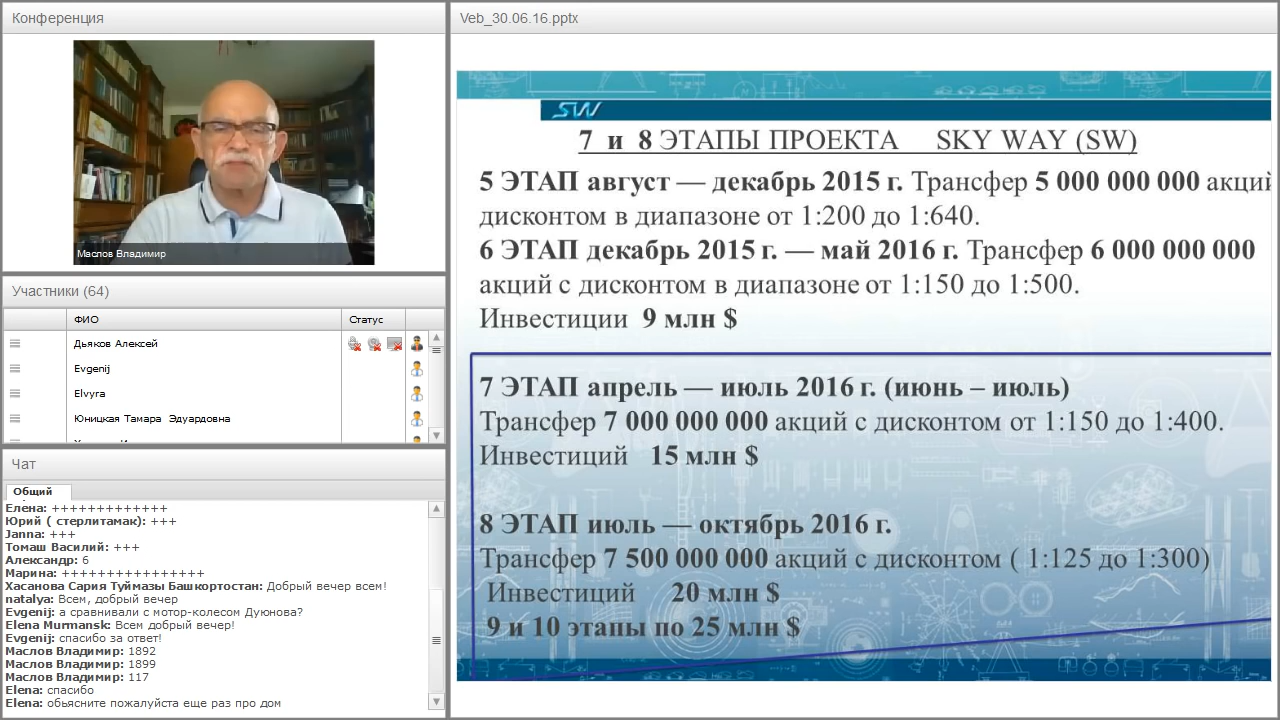 Конференция
Маслов Владимир
Участники (64)
ФИО
Статус
Дьяков Алексей
Evgenij
Elvyra
Юницкая Тамара Эдуардовна
Чат
Общий
Елена: +++++++++++++
Юрий ( стерлитамак): +++
Janna: +++
Томаш Василий: +++
Александр: 6
Марина: ++++++++++++++++
Хасанова Сария Туймазы Башкортостан: Добрый вечер всем!
natalya: Всем, добрый вечер
Evgenij: а сравнивали с мотор-колесом Дуюнова?
Elena Murmansk: Всем добрый вечер!
Evgenij: спасибо за ответ!
Маслов Владимир: 1892
Маслов Владимир: 1899
Маслов Владимир: 117
Elena: спасибо
Elena: обьясните пожалуйстс еще раз про дом
Veb_30.06.16.pptx
SW
7 и 8 ЭТАПЫ ПРОЕКТА SKY WAY (SW)
5 ЭТАП август — декабрь 2015 г. Трансфер 5 000 000 000 акций
дисконтом в диапазоне от 1:200 до 1:640.
6 ЭТАП декабрь 2015 г. — май 2016 г. Трансфер 6 000 000 000
акций с дисконтом в диапазоне от 1:150 до 1:500.
Инвестиции 9 млн $
7 ЭТАП апрель — июль 2016 г. (июнь – июль)
Трансфер 7 000 000 000 акций с дисконтом от 1:150 до 1:400.
Инвестиций 15 млн $
8 ЭТАП июль — октябрь 2016 г.
Трансфер 7 500 000 000 акций с дисконтом ( 1:125 до 1:300)
Инвестиций 20 млн $
9 и 10 этапы по 25 млн $